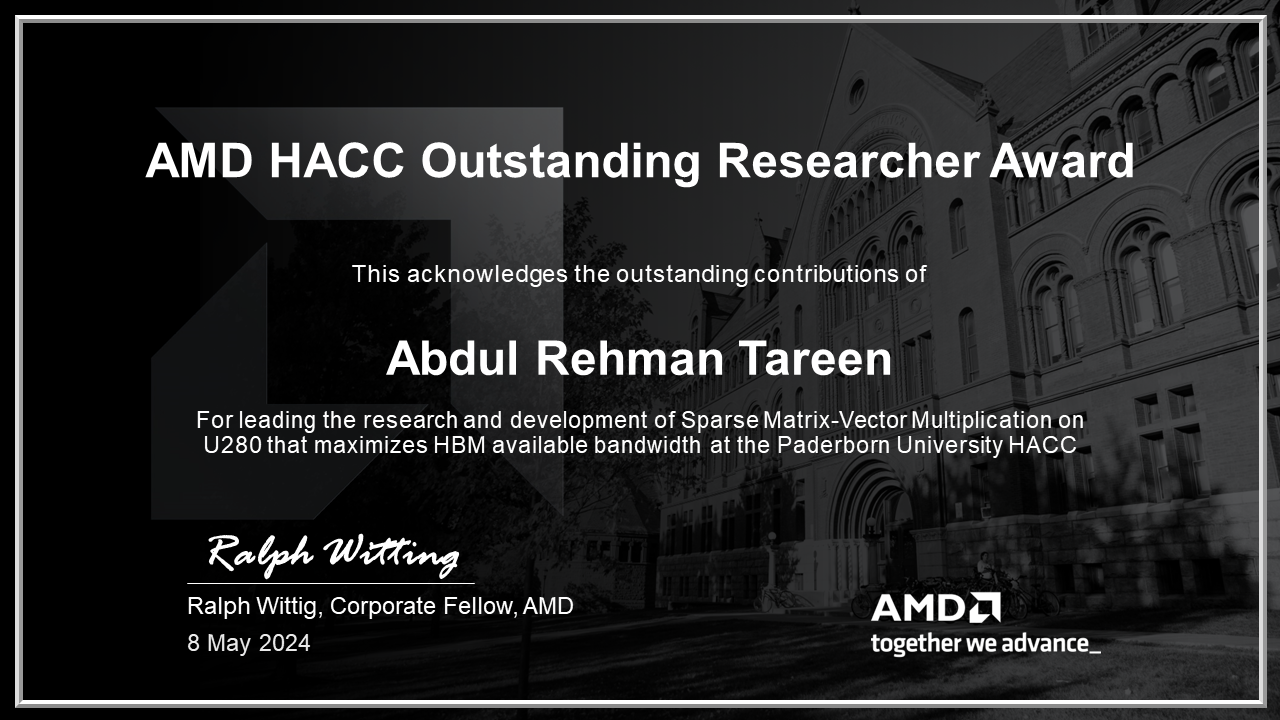 AMD HACC Outstanding Researcher Award
This acknowledges the outstanding contributions of
Abdul Rehman Tareen
For leading the research and development of Sparse Matrix-Vector Multiplication on
U280 that maximizes HBM available bandwidth at the Paderborn University HACC
Ralph Witting
Ralph Wittig, Corporate Fellow, AMD
8 May 2024
AMD
together we advance_